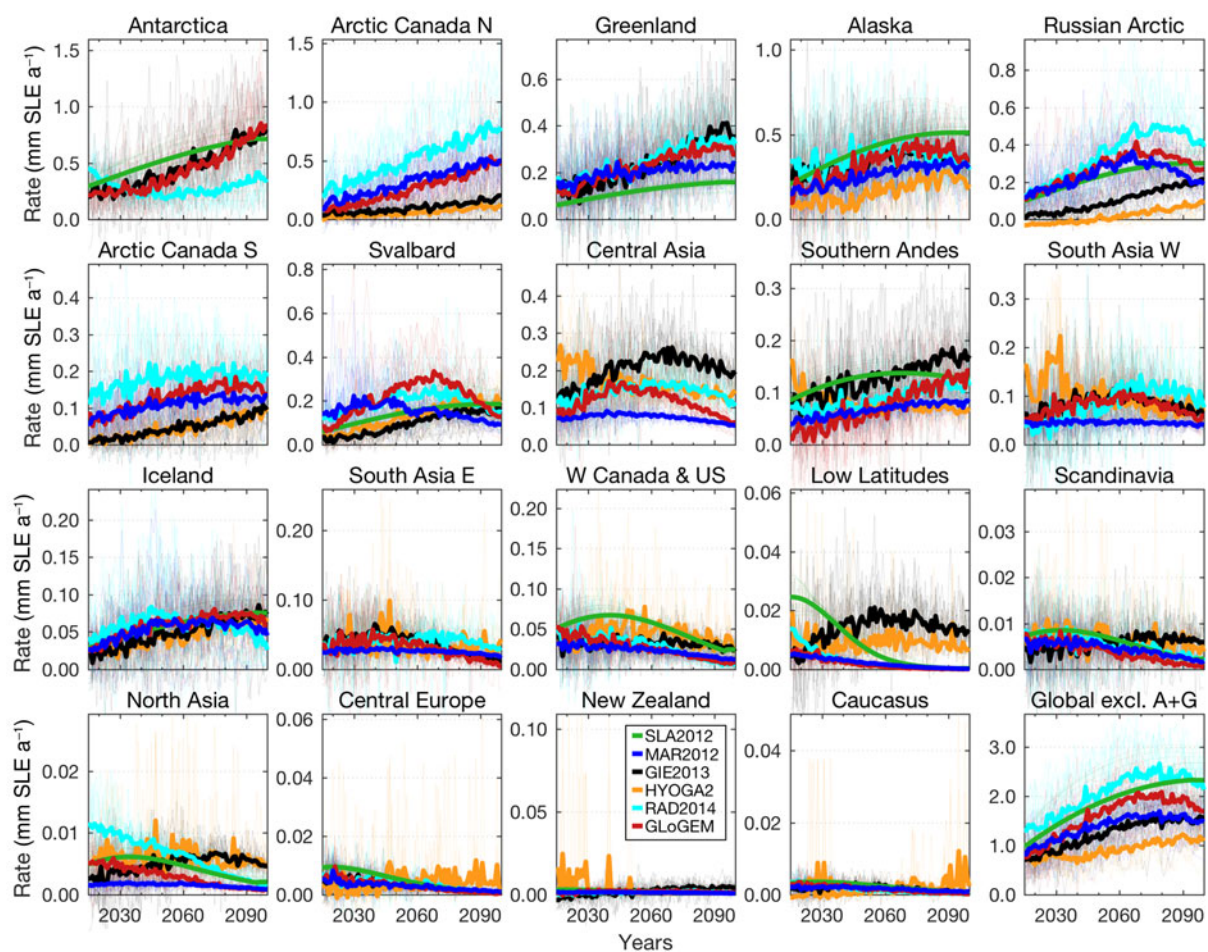 Antarctica Arctic Canada N Greenland Alaska Russian Arctic
Rate (mm SLE a⁻¹)
1.5 1.0 0.5 0.0
1.5 1.0 0.5 0.0
0.6 0.4 0.2 0.0
1.0 0.5 0.0
0.8 0.6 0.4 0.2 0.0
Arctic Canada S Svalbard Central Asia Southern Andes South Asia W
Rate (mm SLE a⁻¹)
0.4 0.3 0.2 0.1 0.0
0.8 0.6 0.4 0.2 0.0
0.4 0.3 0.2 0.1 0.0
0.3 0.2 0.1 0.0
0.4 0.3 0.2 0.1 0.0
Iceland South Asia E W Canada & US Low Latitudes Scandinavia
Rate (mm SLE a⁻¹)
0.20 0.15 0.10 0.05 0.00
0.20 0.10 0.00
0.20 0.15 0.10 0.05 0.00
0.06 0.04 0.02 0.00
0.03 0.02 0.01 0.00
North Asia Central Europe New Zealand Caucasus Global excl. A+G
Rate (mm SLE a⁻¹)
0.02 0.01 0.00
0.06 0.04 0.02 0.00
0.10 0.05 0.00
0.04 0.02 0.00
3.0 2.0 1.0 0.0
SLA2012
MAR2012
GIE2013
HYOGA2
RAD2014
GLoGEM
2030 2060 2090 2030 2060 2090 2030 2060 2090 2030 2060 2090 2030 2060 2090
Years